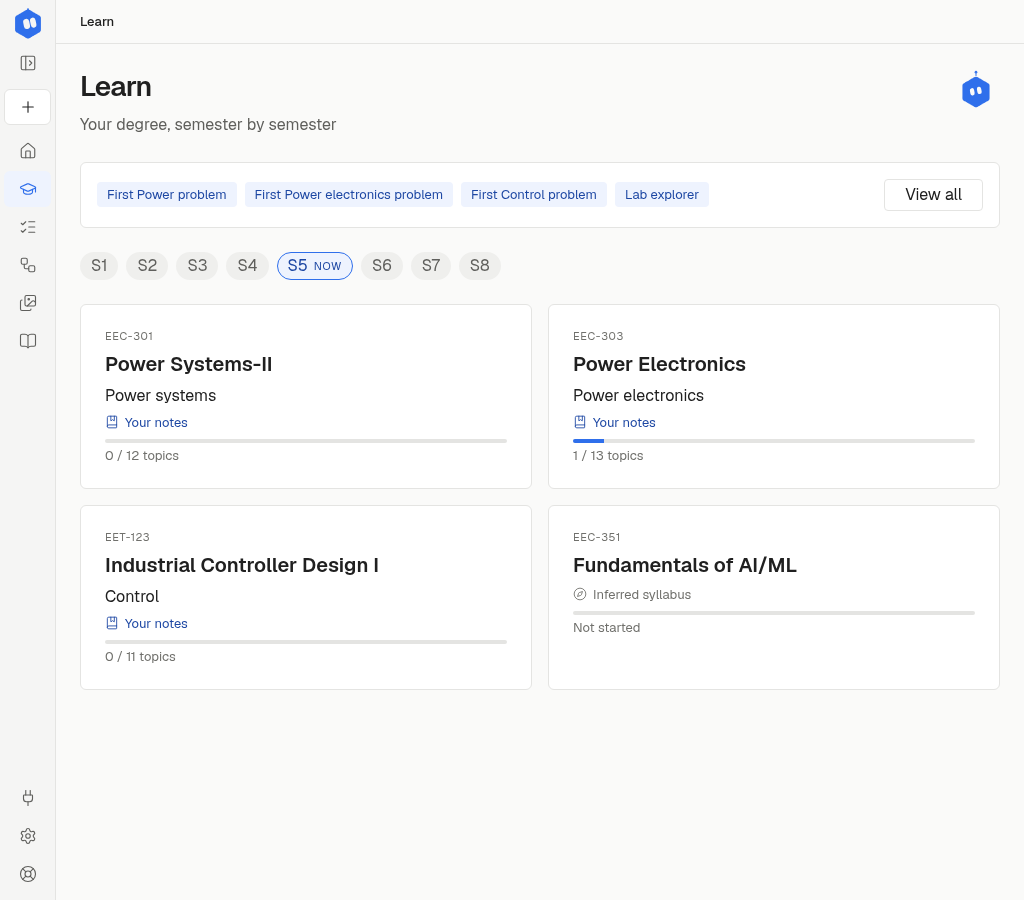 Learn
Learn
Your degree, semester by semester
First Power problem
First Power electronics problem
First Control problem
Lab explorer
View all
S1
S2
S3
S4
S5 NOW
S6
S7
S8
EEC-301
Power Systems-II
Power systems
Your notes
0 / 12 topics
EEC-303
Power Electronics
Power electronics
Your notes
1 / 13 topics
EET-123
Industrial Controller Design I
Control
Your notes
0 / 11 topics
EEC-351
Fundamentals of AI/ML
Inferred syllabus
Not started